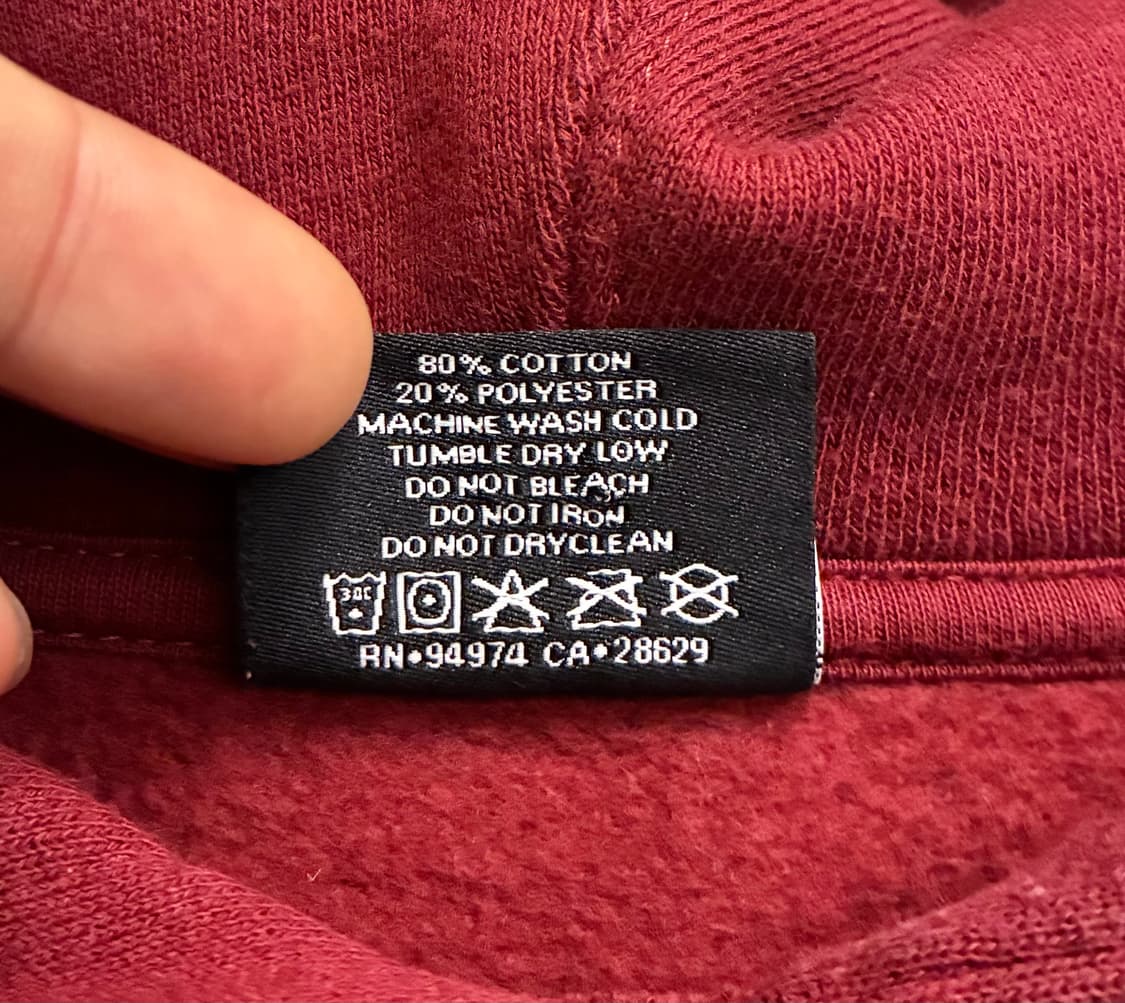 80% COTTON
20% POLYESTER
MACHINE WASH COLD
TUMBLE DRY LOW
DO NOT BLEACH
DO NOT IRON
DO NOT DRYCLEAN
30C
RN•94974 CA•28629